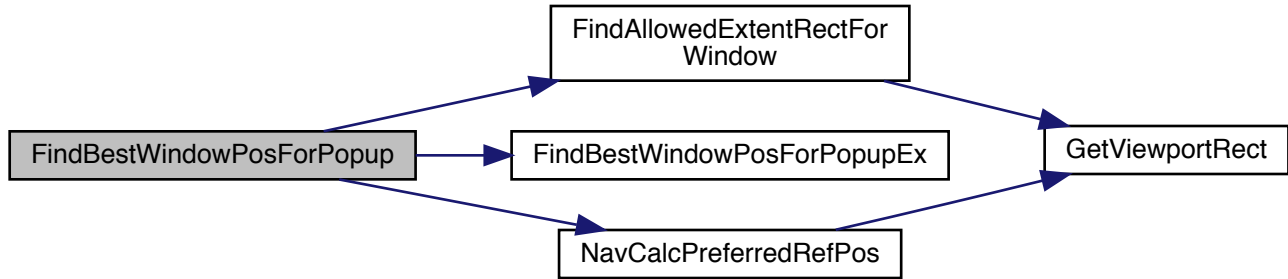 FindAllowedExtentRectFor
Window
FindBestWindowPosForPopup
FindBestWindowPosForPopupEx
GetViewportRect
NavCalcPreferredRefPos